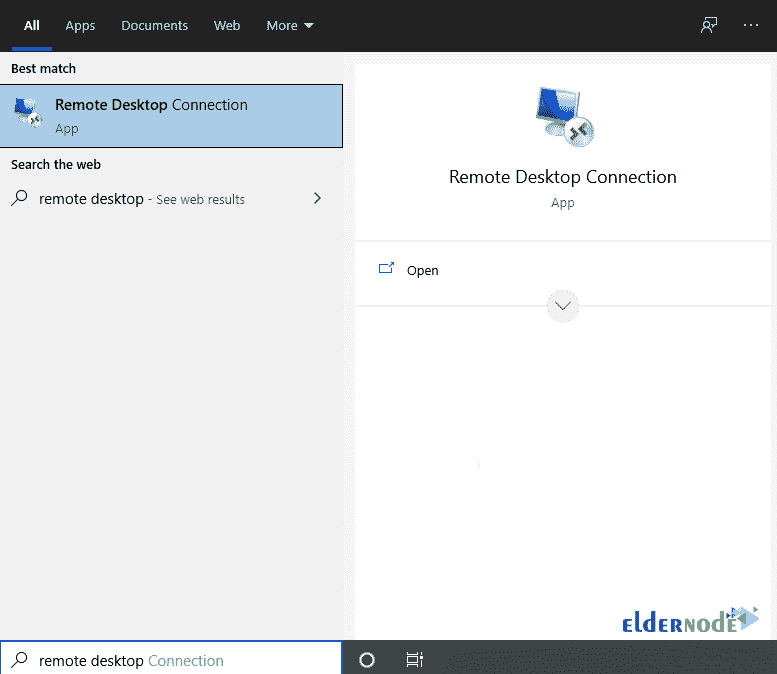 All Apps Documents Web More
Best match
Remote Desktop Connection
App
Search the web
remote desktop - See web results
Remote Desktop Connection
App
Open
ELDERNODE
remote desktop Connection